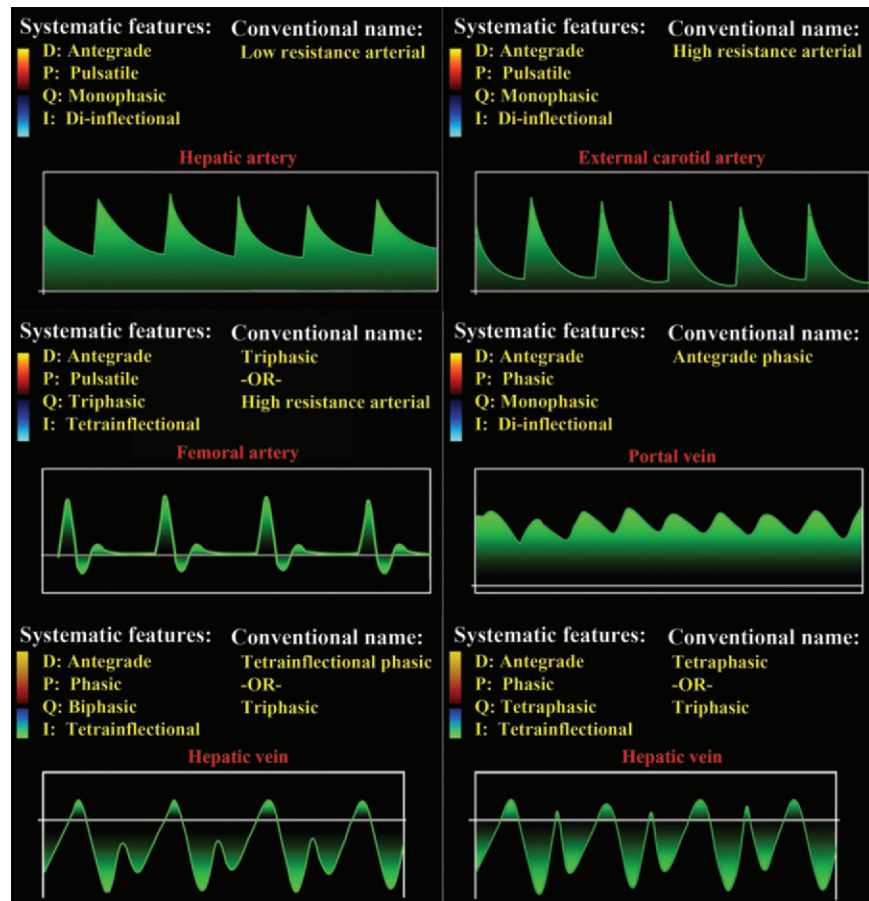 Systematic features: Conventional name:
D: Antegrade Low resistance arterial
P: Pulsatile
Q: Monophasic
I: Di-inflectional
Hepatic artery
Systematic features: Conventional name:
D: Antegrade High resistance arterial
P: Pulsatile
Q: Monophasic
I: Di-inflectional
External carotid artery
Systematic features: Conventional name:
D: Antegrade Triphasic
P: Pulsatile -OR-
Q: Triphasic High resistance arterial
I: Tetrainflectional
Femoral artery
Systematic features: Conventional name:
D: Antegrade Antegrade phasic
P: Phasic
Q: Monophasic
I: Di-inflectional
Portal vein
Systematic features: Conventional name:
D: Antegrade Tetrainflectional phasic
P: Phasic -OR-
Q: Biphasic Triphasic
I: Tetrainflectional
Hepatic vein
Systematic features: Conventional name:
D: Antegrade Tetraphasic
P: Phasic -OR-
Q: Tetraphasic Triphasic
I: Tetrainflectional
Hepatic vein